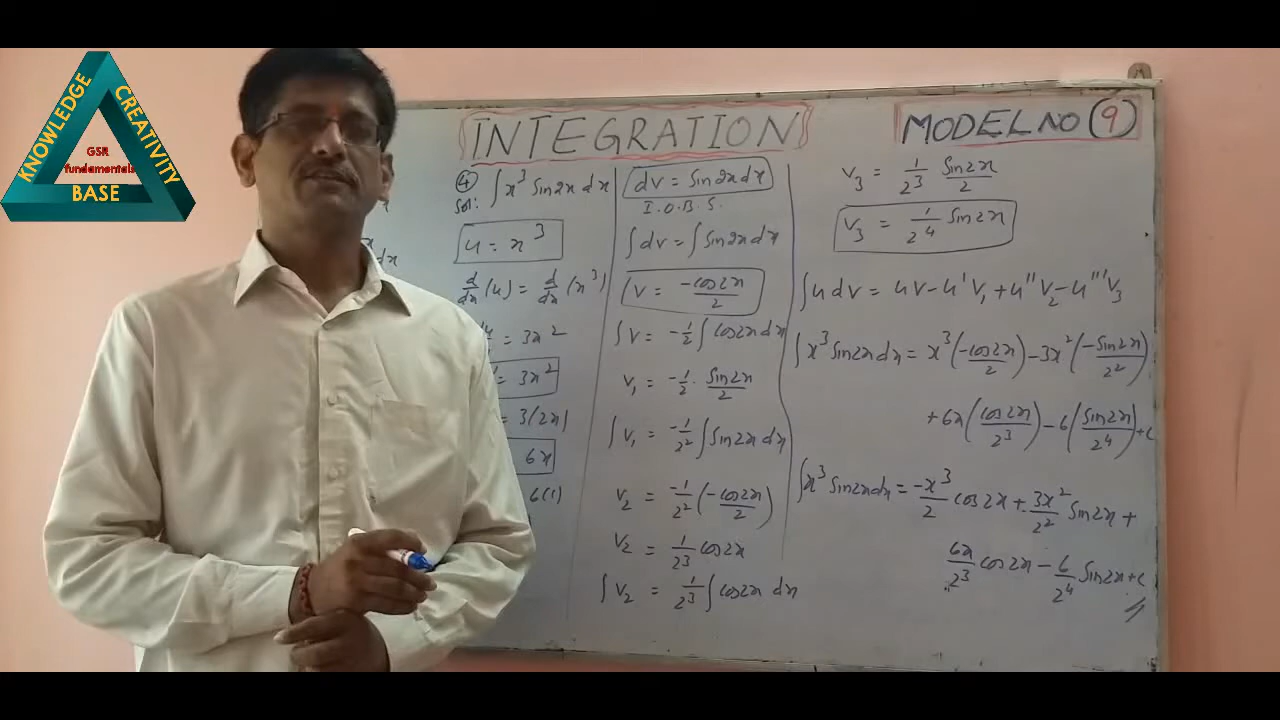 KNOWLEDGE
CREATIVITY
GSR
fundamentals
BASE
INTEGRATION
MODEL NO (9)
dx
④ ∫ x³ Sin2x dx
Sol:
u = x³
d/dx (u) = d/dx (x³)
= 3x²
= 3x²
= 3(2x)
6x
6(1)
dv = Sin2x dx
I.O.B.S.
∫dv = ∫ Sin2x dx
v = -cos2x/2
∫v = -1/2 ∫ cos2x dx
v₁ = -1/2 . Sin2x/2
∫v₁ = -1/2² ∫ Sin2x dx
v₂ = -1/2² (-cos2x/2)
v₂ = 1/2³ cos2x
∫v₂ = 1/2³ ∫ cos2x dx
v₃ = 1/2³ Sin2x/2
v₃ = 1/2⁴ Sin2x
∫u dv = uv - u'v₁ + u''v₂ - u'''v₃
∫x³ Sin2x dx = x³(-cos2x/2) - 3x²(-Sin2x/2²)
+ 6x(cos2x/2³) - 6(Sin2x/2⁴) + c
∫x³ Sin2x dx = -x³/2 cos2x + 3x²/2² Sin2x +
6x/2³ cos2x - 6/2⁴ Sin2x + c